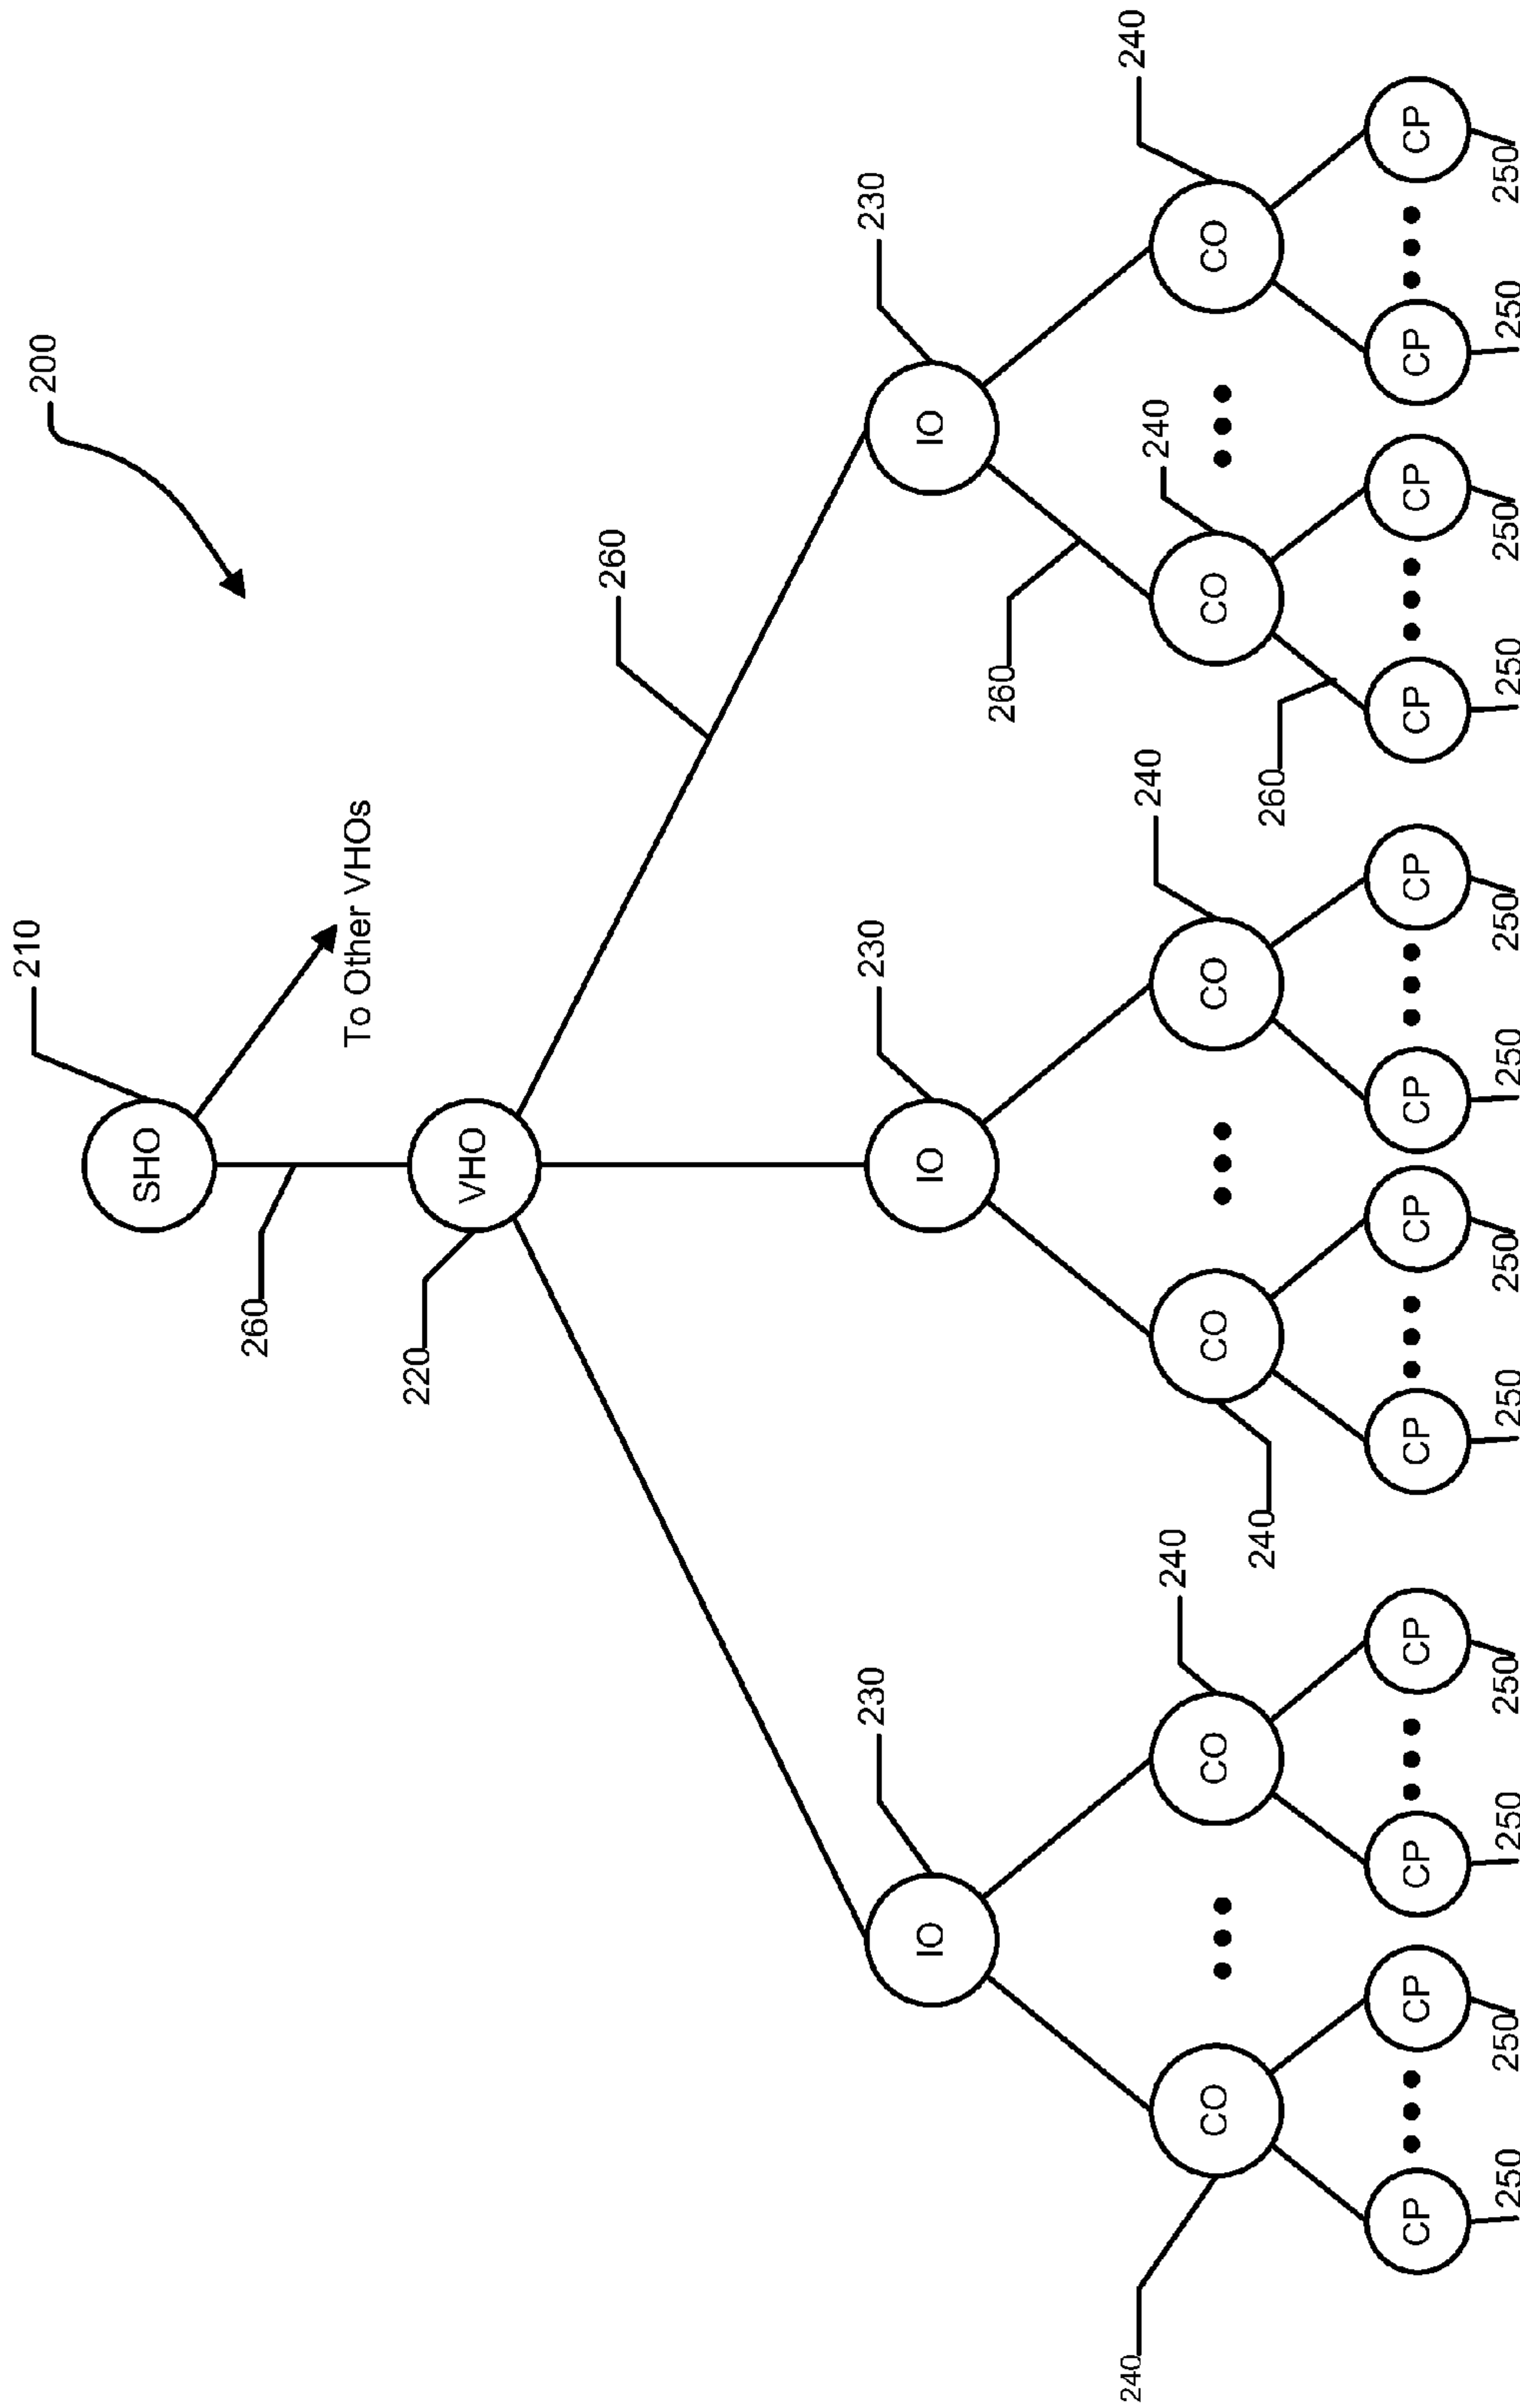 210
200
SHO
260
To Other VHOs
220
VHO
260
230 230 230
IO IO IO
260
240 240 240 240 240
CO CO CO CO CO CO
240 260
CP CP CP CP CP CP CP CP CP CP CP CP
250 250 250 250 250 250 250 250 250 250 250 250